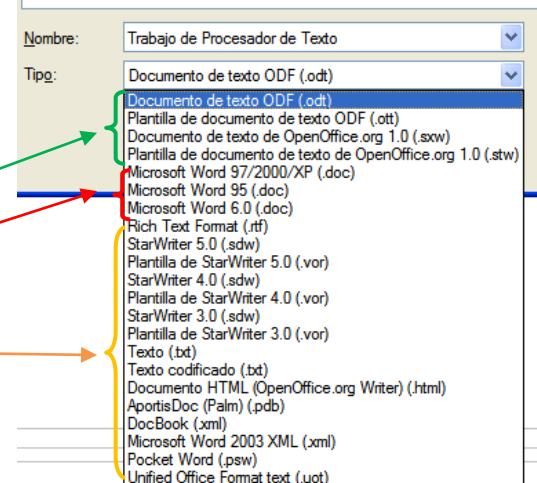 Nombre: Trabajo de Procesador de Texto
Tipo: Documento de texto ODF (.odt)
Documento de texto ODF (.odt)
Plantilla de documento de texto ODF (.ott)
Documento de texto de OpenOffice.org 1.0 (.sxw)
Plantilla de documento de texto de OpenOffice.org 1.0 (.stw)
Microsoft Word 97/2000/XP (.doc)
Microsoft Word 95 (.doc)
Microsoft Word 6.0 (.doc)
Rich Text Format (.rtf)
StarWriter 5.0 (.sdw)
Plantilla de StarWriter 5.0 (.vor)
StarWriter 4.0 (.sdw)
Plantilla de StarWriter 4.0 (.vor)
StarWriter 3.0 (.sdw)
Plantilla de StarWriter 3.0 (.vor)
Texto (.txt)
Texto codificado (.txt)
Documento HTML (OpenOffice.org Writer) (.html)
AportisDoc (Palm) (.pdb)
DocBook (.xml)
Microsoft Word 2003 XML (.xml)
Pocket Word (.psw)
Unified Office Format text (.uot)